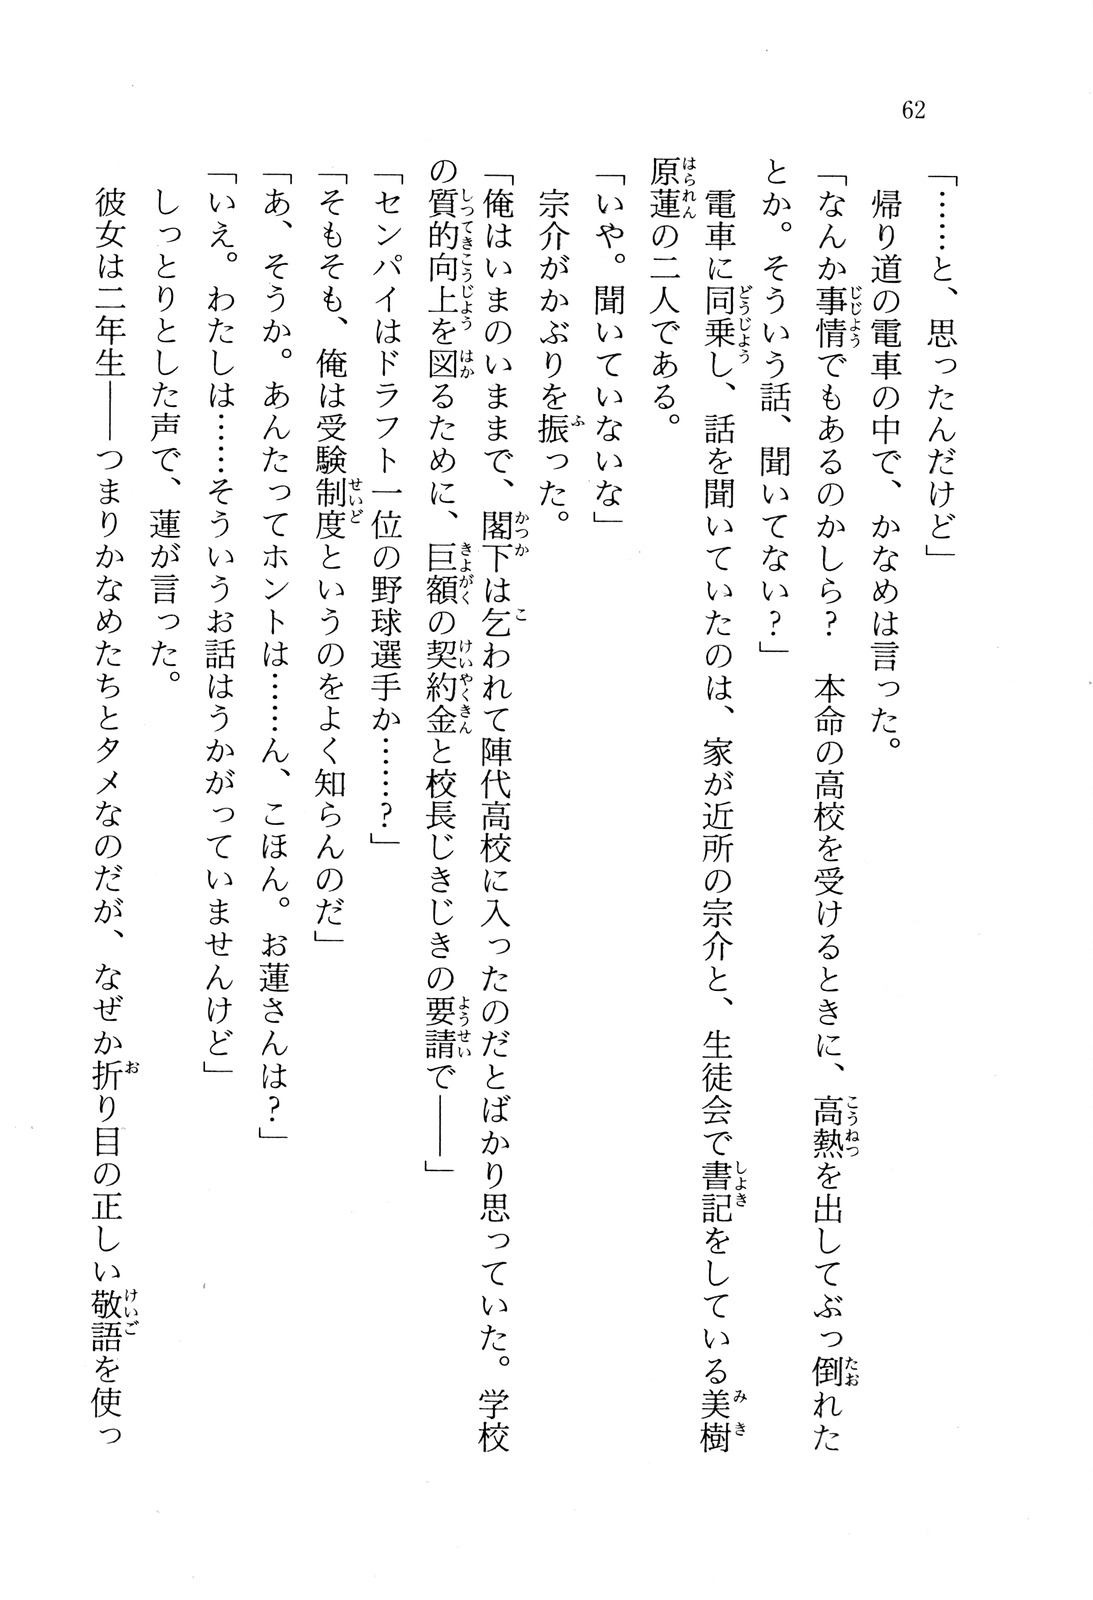 62
「……と、思ったんだけど」
帰り道の電車の中で、かなめは言った。
「なんか事情でもあるのかしら？　本命の高校を受けるときに、高熱を出してぶっ倒れた
とか。そういう話、聞いてない？」
電車に同乗し、話を聞いていたのは、家が近所の宗介と、生徒会で書記をしている美樹
原蓮の二人である。
「いや。聞いていないな」
宗介がかぶりを振った。
「俺はいまのいままで、閣下は乞われて陣代高校に入ったのだとばかり思っていた。学校
の質的向上を図るために、巨額の契約金と校長じきじきの要請で――」
「センパイはドラフト一位の野球選手か……？」
「そもそも、俺は受験制度というのをよく知らんのだ」
「あ、そうか。あんたってホントは……ん、こほん。お蓮さんは？」
「いえ。わたしは……そういうお話はうかがっていませんけど」
しっとりとした声で、蓮が言った。
彼女は二年生――つまりかなめたちとタメなのだが、なぜか折り目の正しい敬語を使っ